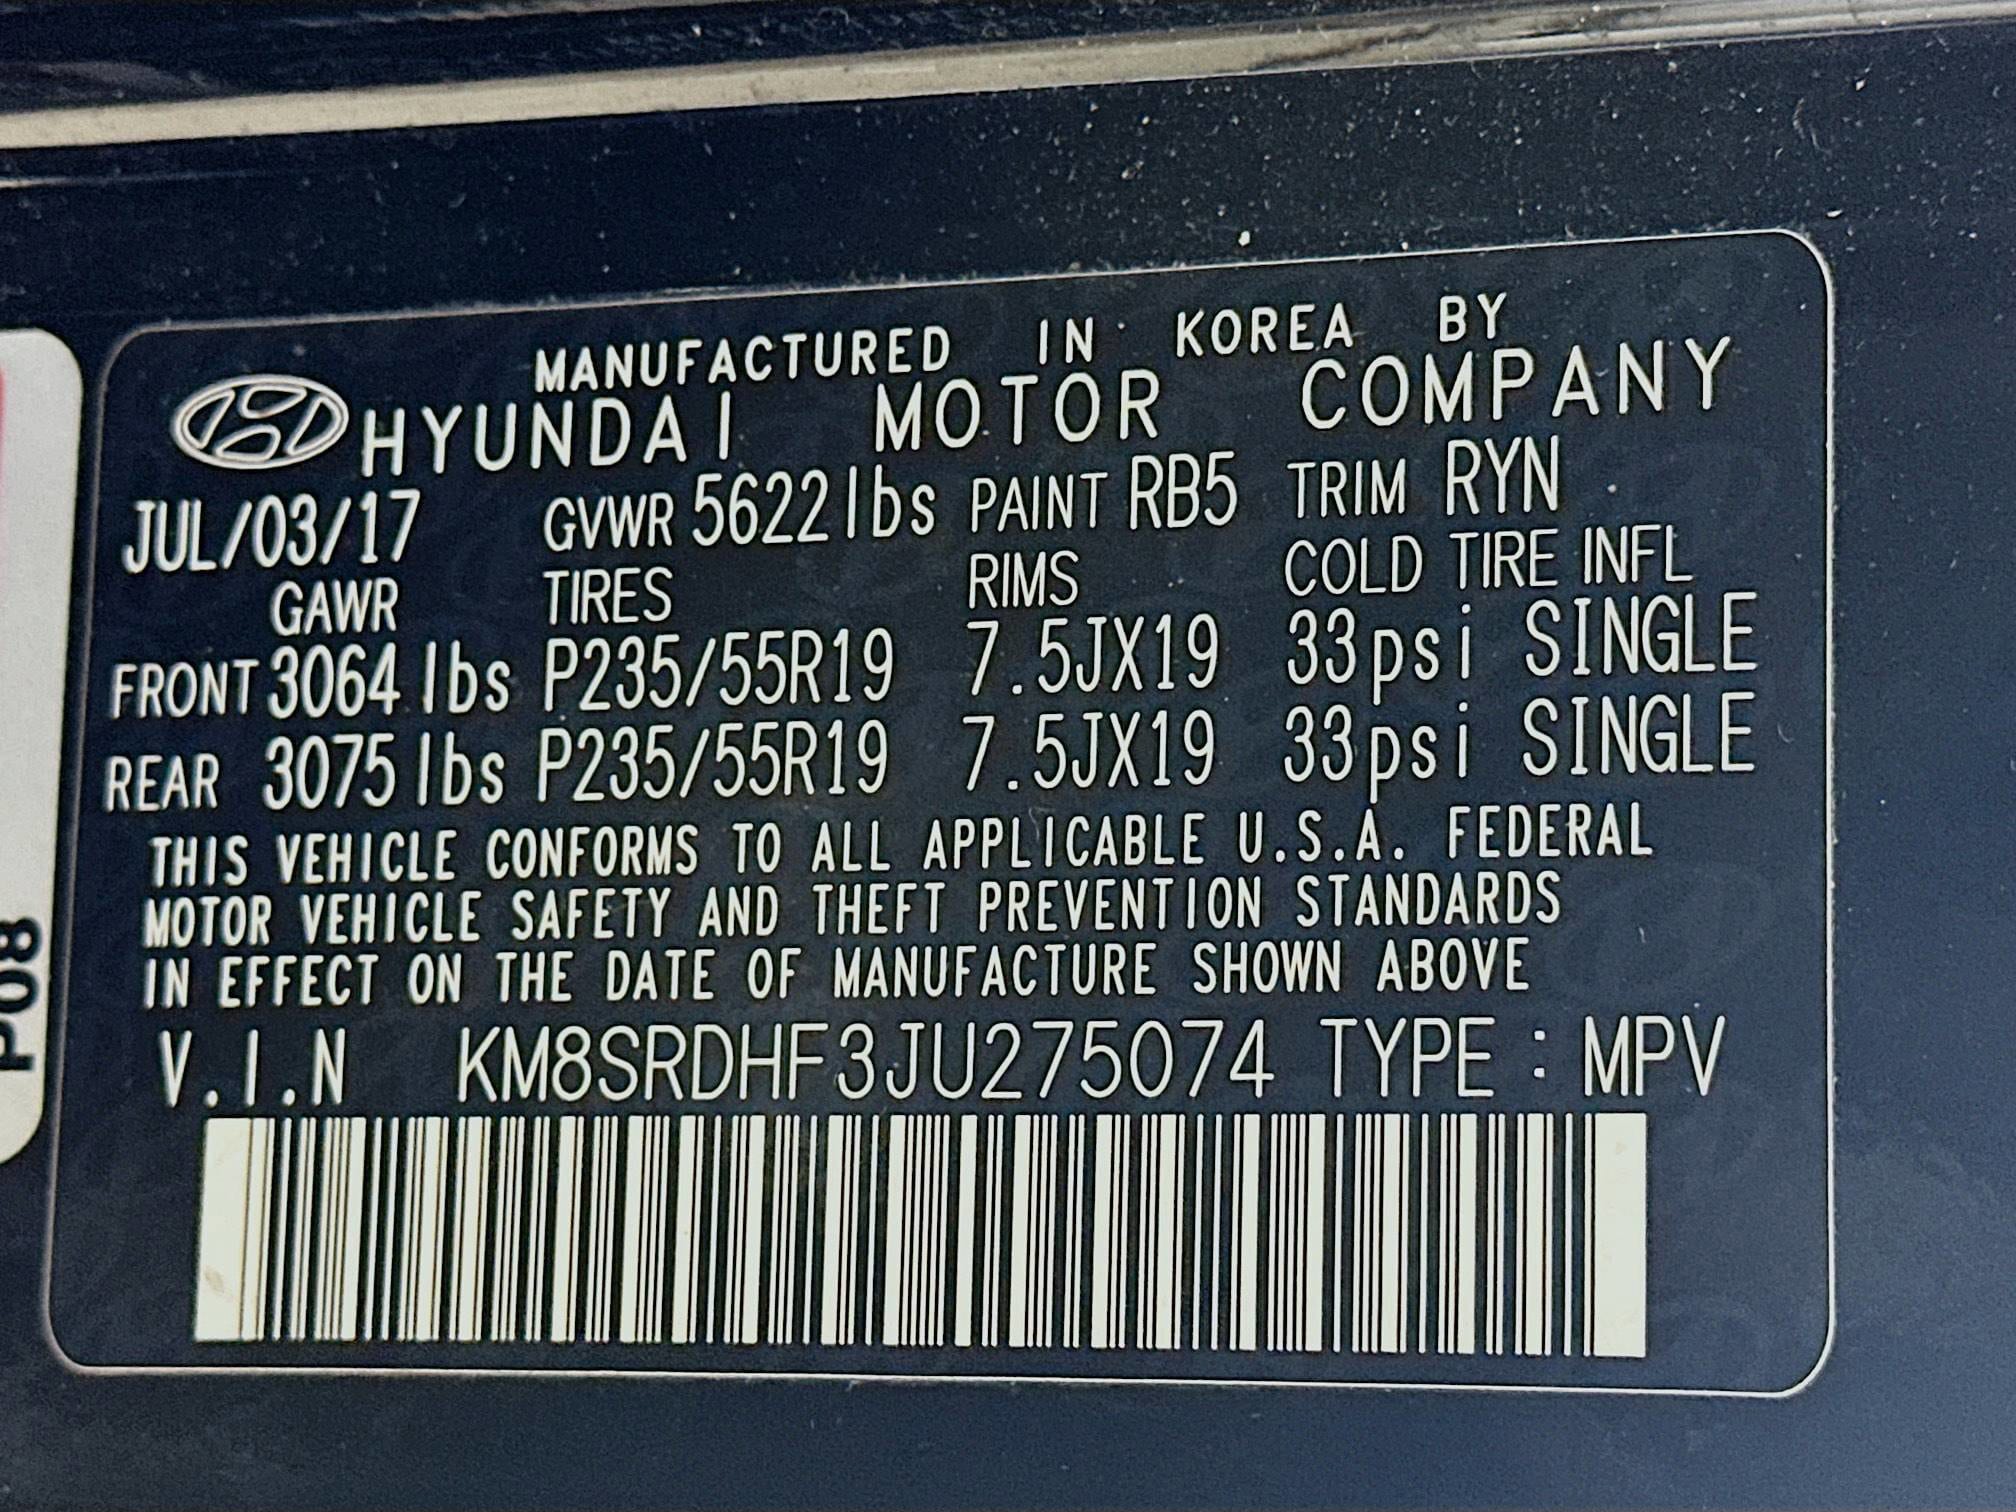 MANUFACTURED IN KOREA BY
HYUNDAI MOTOR COMPANY
JUL/03/17 GVWR 5622lbs PAINT RB5 TRIM RYN
GAWR TIRES RIMS COLD TIRE INFL
FRONT 3064lbs P235/55R19 7.5JX19 33psi SINGLE
REAR 3075lbs P235/55R19 7.5JX19 33psi SINGLE
THIS VEHICLE CONFORMS TO ALL APPLICABLE U.S.A. FEDERAL
MOTOR VEHICLE SAFETY AND THEFT PREVENTION STANDARDS
IN EFFECT ON THE DATE OF MANUFACTURE SHOWN ABOVE
V.I.N KM8SRDHF3JU275074 TYPE : MPV
P08